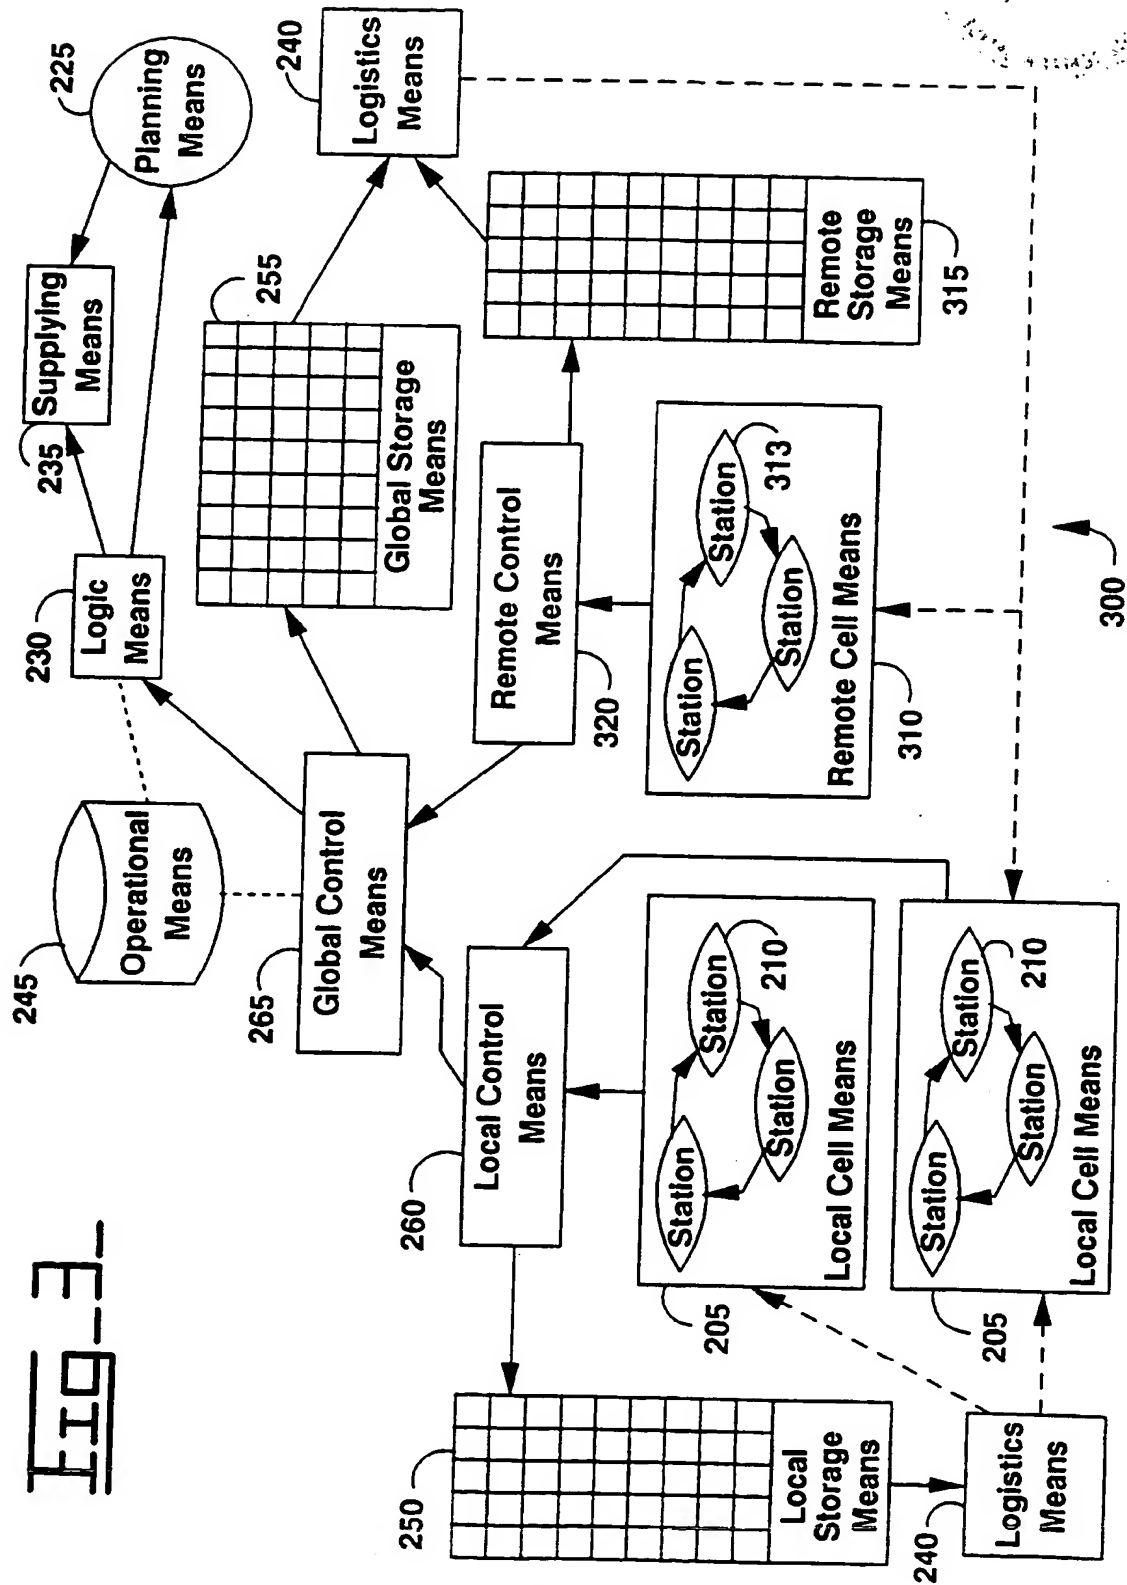 FIG_3_
245
Operational
Means
230
Logic
Means
235
Supplying
Means
225
Planning
Means
265
Global Control
Means
255
Global Storage
Means
240
Logistics
Means
250
Local
Storage
Means
260
Local Control
Means
Remote Control
Means
320
Remote
Storage
Means
315
205
Station
Station
210
Station
Local Cell Means
Station
Station
313
Station
Remote Cell Means
310
240
Logistics
Means
205
Station
Station
210
Station
Local Cell Means
300